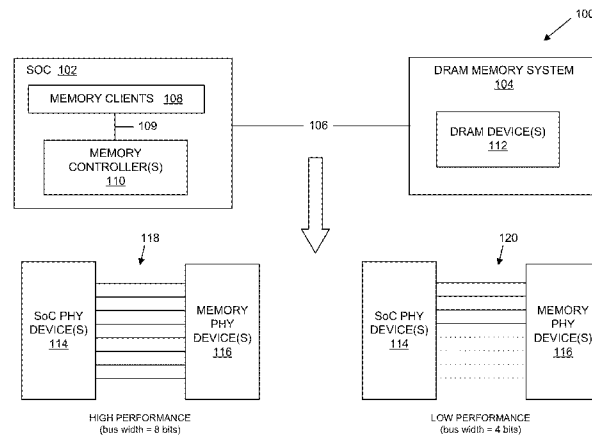 100
SOC 102
MEMORY CLIENTS 108
109
MEMORY
CONTROLLER(S)
110
106
DRAM MEMORY SYSTEM
104
DRAM DEVICE(S)
112
118
SoC PHY
DEVICE(S)
114
MEMORY
PHY
DEVICE(S)
116
HIGH PERFORMANCE
(bus width = 8 bits)
120
SoC PHY
DEVICE(S)
114
MEMORY
PHY
DEVICE(S)
116
LOW PERFORMANCE
(bus width = 4 bits)